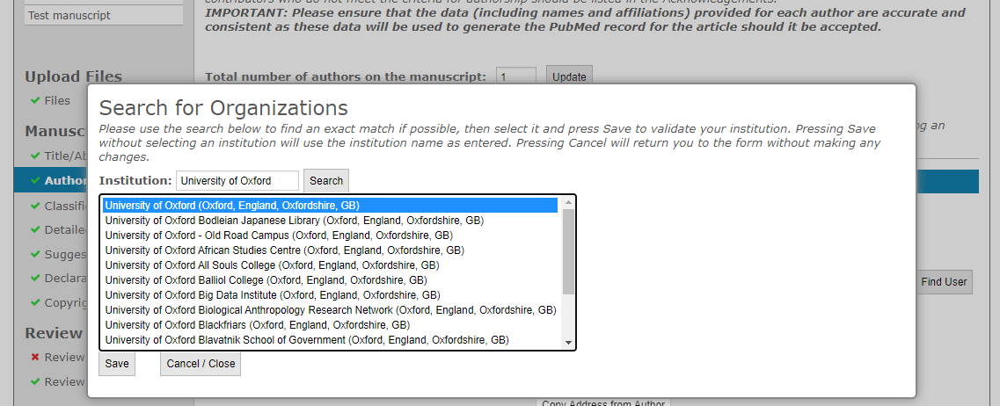 contributors who do not meet the criteria for authorship should be listed in the Acknowledgements.
Test manuscript
IMPORTANT: Please ensure that the data (including names and affiliations) provided for each author are accurate and
consistent as these data will be used to generate the PubMed record for the article should it be accepted.
Upload Files
Total number of authors on the manuscript: 1 Update
Files
Manusc
Title/Ab
Author
Classifi
Detailed
Sugges
Declara
Copyrig
Review
Review
Review
Search for Organizations
Please use the search below to find an exact match if possible, then select it and press Save to validate your institution. Pressing Save
without selecting an institution will use the institution name as entered. Pressing Cancel will return you to the form without making any
changes.
Institution: University of Oxford Search
University of Oxford (Oxford, England, Oxfordshire, GB)
University of Oxford Bodleian Japanese Library (Oxford, England, Oxfordshire, GB)
University of Oxford - Old Road Campus (Oxford, England, Oxfordshire, GB)
University of Oxford African Studies Centre (Oxford, England, Oxfordshire, GB)
University of Oxford All Souls College (Oxford, England, Oxfordshire, GB)
University of Oxford Balliol College (Oxford, England, Oxfordshire, GB)
University of Oxford Big Data Institute (Oxford, England, Oxfordshire, GB)
University of Oxford Biological Anthropology Research Network (Oxford, England, Oxfordshire, GB)
University of Oxford Blackfriars (Oxford, England, Oxfordshire, GB)
University of Oxford Blavatnik School of Government (Oxford, England, Oxfordshire, GB)
Save Cancel / Close
an
Find User
Copy Address from Author